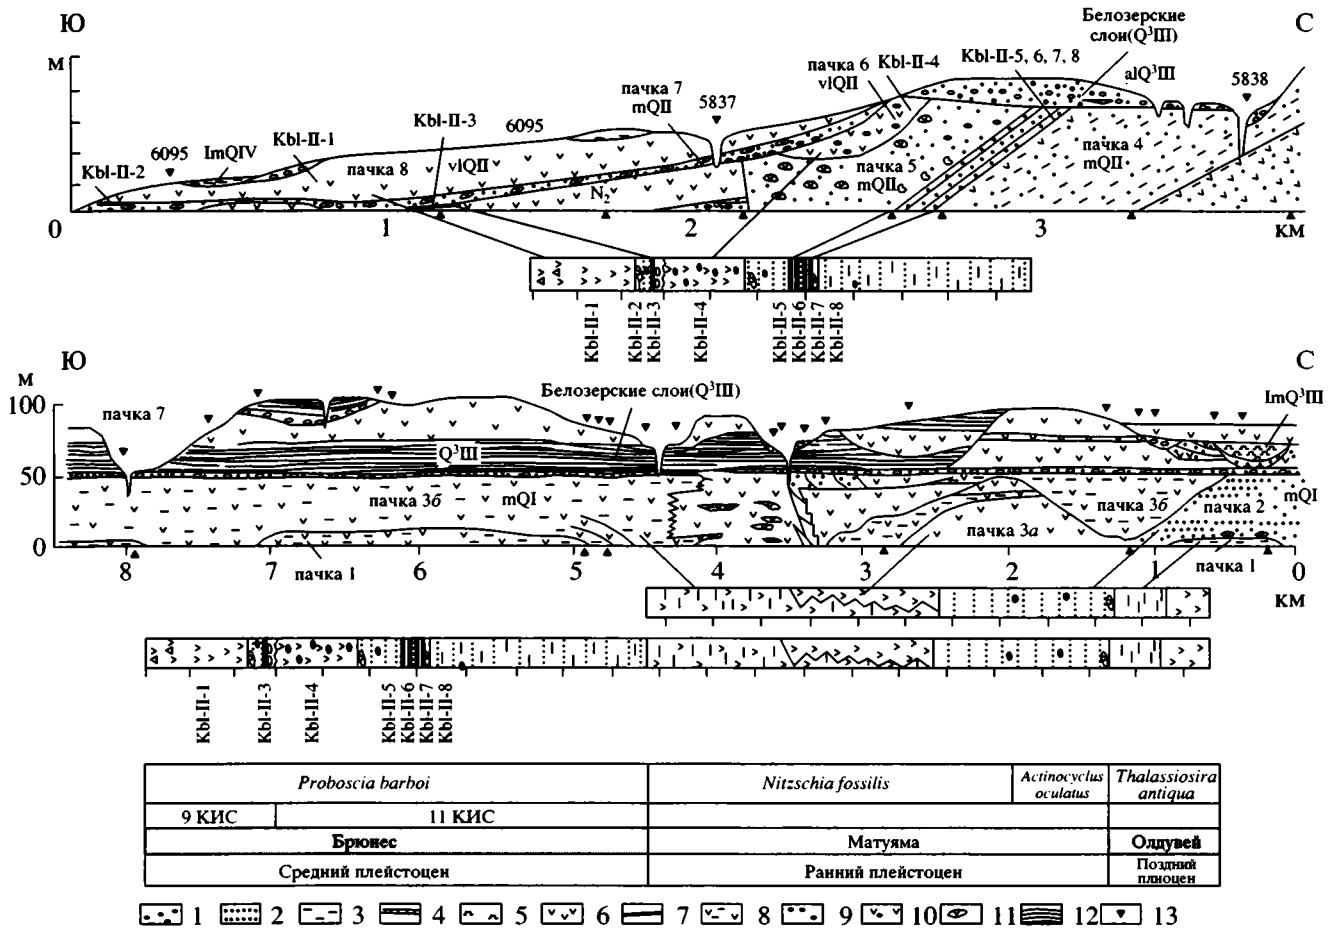 Ю
С
Белозерские
слои(Q³III)
м
пачка 6
vlQII
Kbl-II-4
Kbl-II-5, 6, 7, 8
alQ³III
5838
пачка 7
mQII
5837
Kbl-II-3
6095
6095
lmQIV
Kbl-II-1
Kbl-II-2
пачка 8
vlQII
N₂
пачка 5
mQII
пачка 4
mQII
0
1
2
3
км
Kbl-II-1
Kbl-II-2
Kbl-II-3
Kbl-II-4
Kbl-II-5
Kbl-II-6
Kbl-II-7
Kbl-II-8
Ю
С
м
100
пачка 7
Белозерские слои(Q³III)
lmQ³III
Q³III
50
пачка 3б
mQI
пачка 3б
пачка 2
mQI
пачка 3а
0
8
7
6
5
4
3
2
1
0
пачка 1
пачка 1
км
Kbl-II-1
Kbl-II-3
Kbl-II-4
Kbl-II-5
Kbl-II-6
Kbl-II-7
Kbl-II-8
Proboscia barboi
Nitzschia fossilis
Actinocyclus
oculatus
Thalassiosira
antiqua
9 КИС
11 КИС
Брюнес
Матуяма
Олдувей
Средний плейстоцен
Ранний плейстоцен
Поздний
плиоцен
1 2 3 4 5 6 7 8 9 10 11 12 13